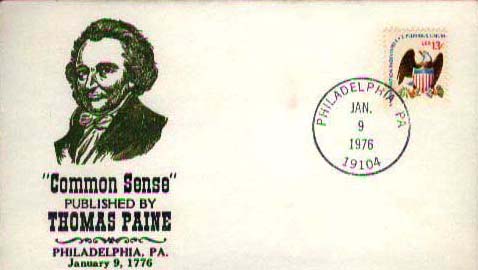 "Common Sense"
PUBLISHED BY
THOMAS PAINE
PHILADELPHIA, PA.
January 9, 1776
PHILADELPHIA, PA
JAN.
9
1976
19104
13¢